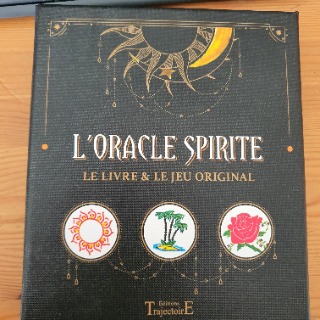 L'ORACLE SPIRITE
LE LIVRE & LE JEU ORIGINAL
Éditions
TrajectoirE